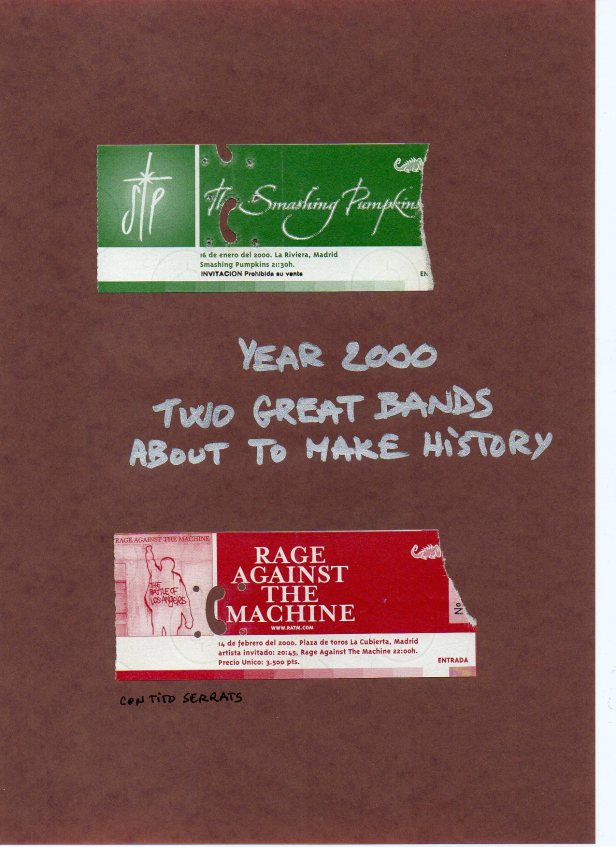 SP
The Smashing Pumpkins
16 de enero del 2000. La Riviera, Madrid
Smashing Pumpkins 21:30h.
INVITACION Prohibida su venta
EN
YEAR 2000
TWO GREAT BANDS
ABOUT TO MAKE HiSTORY
RAGE AGAINST THE MACHINE
THE
BATTLE OF
LOS ANGELES
RAGE
AGAINST
THE
MACHINE
WWW.RATM.COM
No
14 de febrero del 2000. Plaza de toros La Cubierta, Madrid
artista invitado: 20:45, Rage Against The Machine 22:00h.
Precio Unico: 3.500 pts.
ENTRADA
CON TITO SERRATS